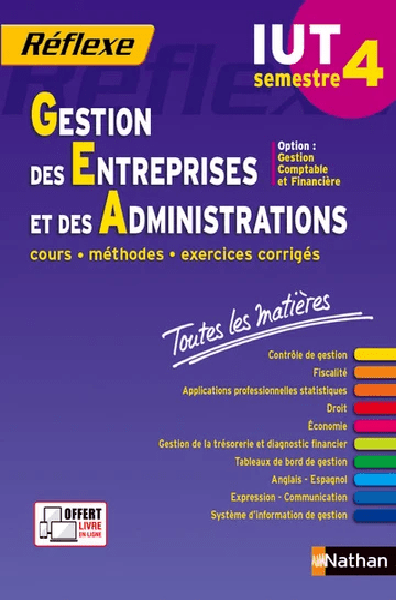 Réflexe
IUT
semestre 4
Réflexe
GESTION
DES ENTREPRISES
ET DES ADMINISTRATIONS
Option :
Gestion
Comptable
et Financière
cours • méthodes • exercices corrigés
Toutes les matières
Contrôle de gestion
Fiscalité
Applications professionnelles statistiques
Droit
Économie
Gestion de la trésorerie et diagnostic financier
Tableaux de bord de gestion
Anglais - Espagnol
Expression - Communication
Système d'information de gestion
OFFERT
LIVRE
EN LIGNE
Nathan